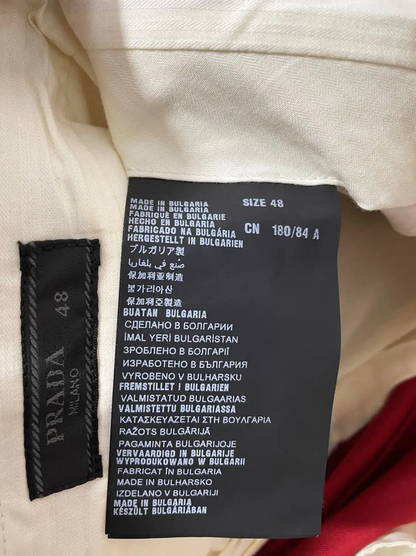 PRADA 48
MILANO
SIZE 48
CN 180/84 A
MADE IN BULGARIA
MADE IN BULGARIA
FABRIQUÉ EN BULGARIE
HECHO EN BULGARIA
FABRICADO NA BULGÁRIA
HERGESTELLT IN BULGARIEN
ブルガリア製
صُنع في بلغاريا
保加利亚制造
불가리아산
保加利亞製造
BUATAN BULGARIA
СДЕЛАНО В БОЛГАРИИ
İMAL YERİ BULGARİSTAN
ЗРОБЛЕНО В БОЛГАРІЇ
ИЗРАБОТЕНО В БЪЛГАРИЯ
VYROBENO V BULHARSKU
FREMSTILLET I BULGARIEN
VALMISTATUD BULGAARIAS
VALMISTETTU BULGARIASSA
ΚΑΤΑΣΚΕΥΑΖΕΤΑΙ ΣΤΗ ΒΟΥΛΓΑΡΙΑ
RAŽOTS BULGĀRIJĀ
PAGAMINTA BULGARIJOJE
VERVAARDIGD IN BULGARIJE
WYPRODUKOWANO W BUŁGARII
FABRICAT ÎN BULGARIA
MADE IN BULHARSKO
IZDELANO V BOLGARIJI
MADE IN BULGARIA
KÉSZÜLT BULGÁRIÁBAN